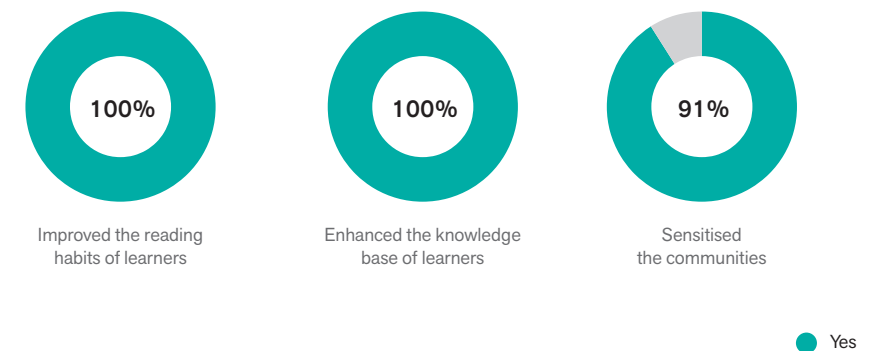 100%
100%
91%
Improved the reading
habits of learners
Enhanced the knowledge
base of learners
Sensitised
the communities
Yes